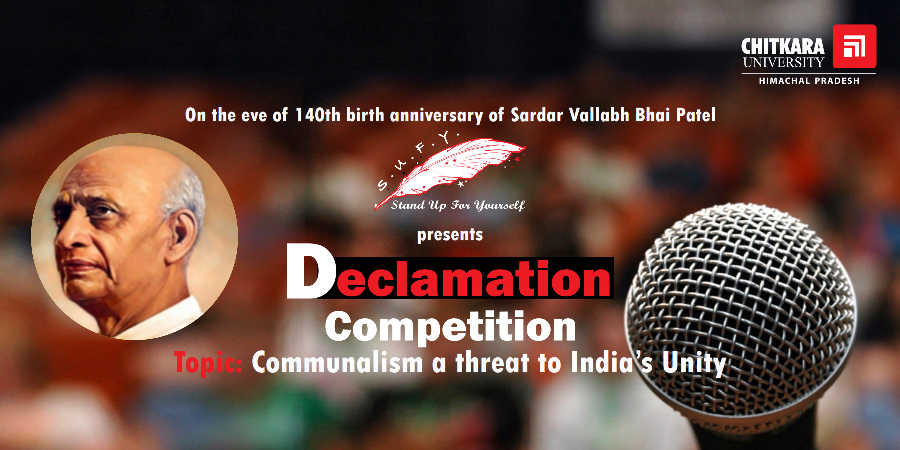 CHITKARA
UNIVERSITY
HIMACHAL PRADESH
On the eve of 140th birth anniversary of Sardar Vallabh Bhai Patel
S.U.F.Y.
Stand Up For Yourself
presents
Declamation
Competition
Topic: Communalism a threat to India's Unity